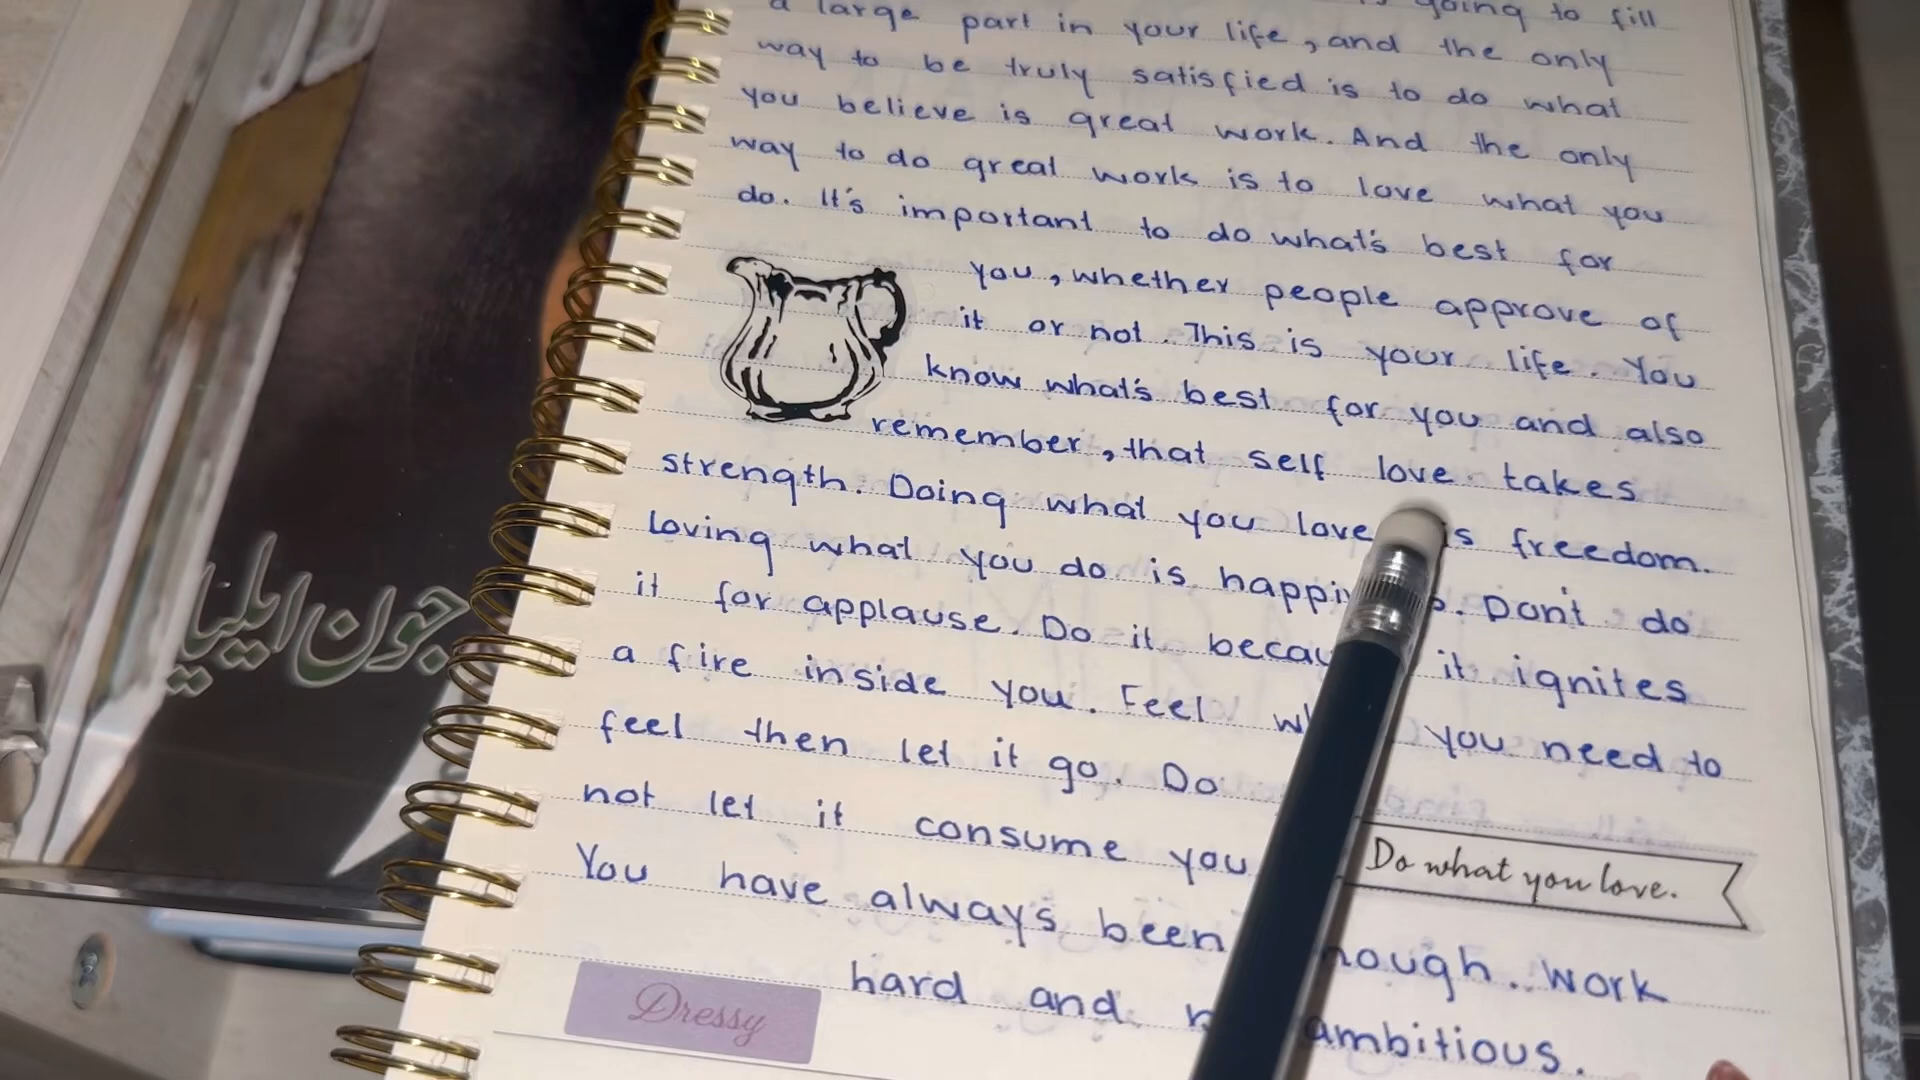 going to fill
a large part in your life, and the only
way to be truly satisfied is to do what
you believe is great work. And the only
way to do great work is to love what you
do. It's important to do what's best for
you, whether people approve of
it or not. This is your life. You
know what's best for you and also
remember, that self love takes
strength. Doing what you love is freedom.
Loving what you do is Don't do
it for applause. Do it it ignites
a fire inside you. Feel you need to
feel then let it go. Do
not let it consume you
Do what you love.
You have always been work
hard and ambitious.
Dressy
جون ایلیا